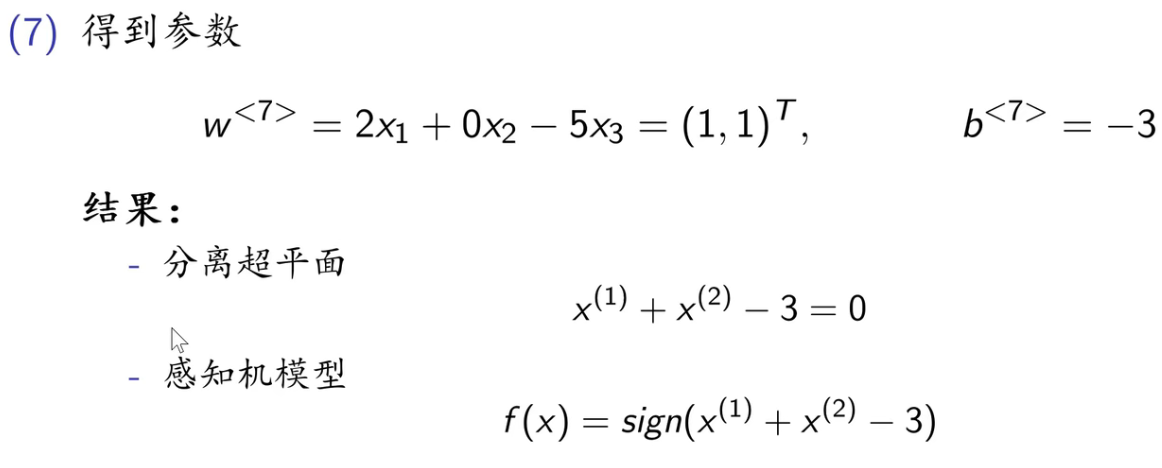 (7) 得到参数
w^{<7>} = 2x_1 + 0x_2 − 5x_3 = (1, 1)^T, b^{<7>} = −3
结果：
- 分离超平面
x^{(1)} + x^{(2)} − 3 = 0
- 感知机模型
f(x) = sign(x^{(1)} + x^{(2)} − 3)